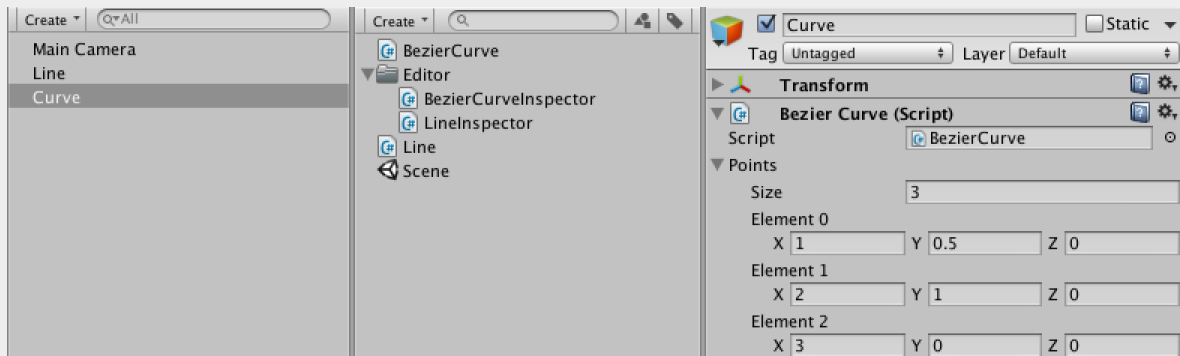 Create All
Main Camera
Line
Curve
Create
BezierCurve
Editor
BezierCurveInspector
LineInspector
Line
Scene
Curve Static
Tag Untagged Layer Default
Transform
Bezier Curve (Script)
Script BezierCurve
Points
Size 3
Element 0
X 1 Y 0.5 Z 0
Element 1
X 2 Y 1 Z 0
Element 2
X 3 Y 0 Z 0